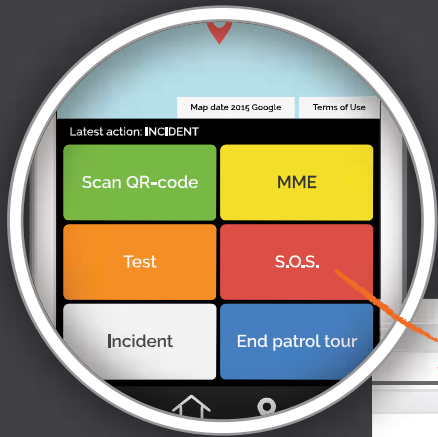 Map date 2015 Google Terms of Use
Latest action: INCIDENT
Scan QR-code MME
Test S.O.S.
Incident End patrol tour